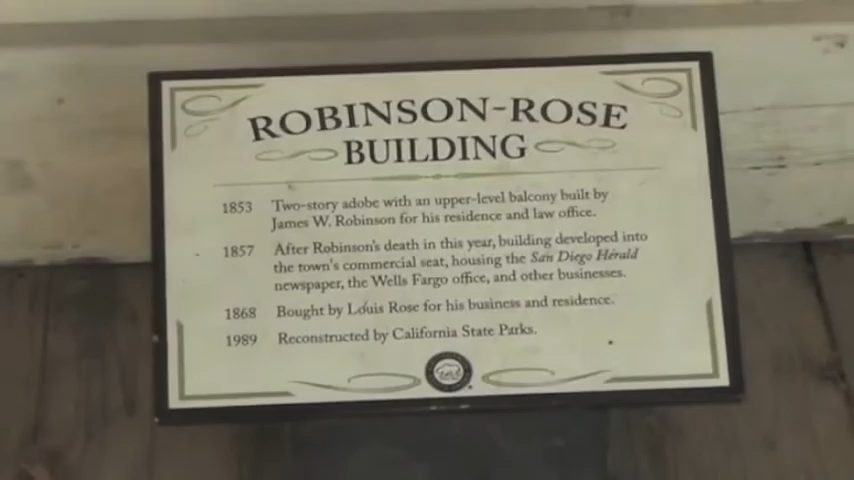 ROBINSON-ROSE
BUILDING
1853 Two-story adobe with an upper-level balcony built by
James W. Robinson for his residence and law office.
1857 After Robinson's death in this year, building developed into
the town's commercial seat, housing the San Diego Herald
newspaper, the Wells Fargo office, and other businesses.
1868 Bought by Louis Rose for his business and residence.
1989 Reconstructed by California State Parks.